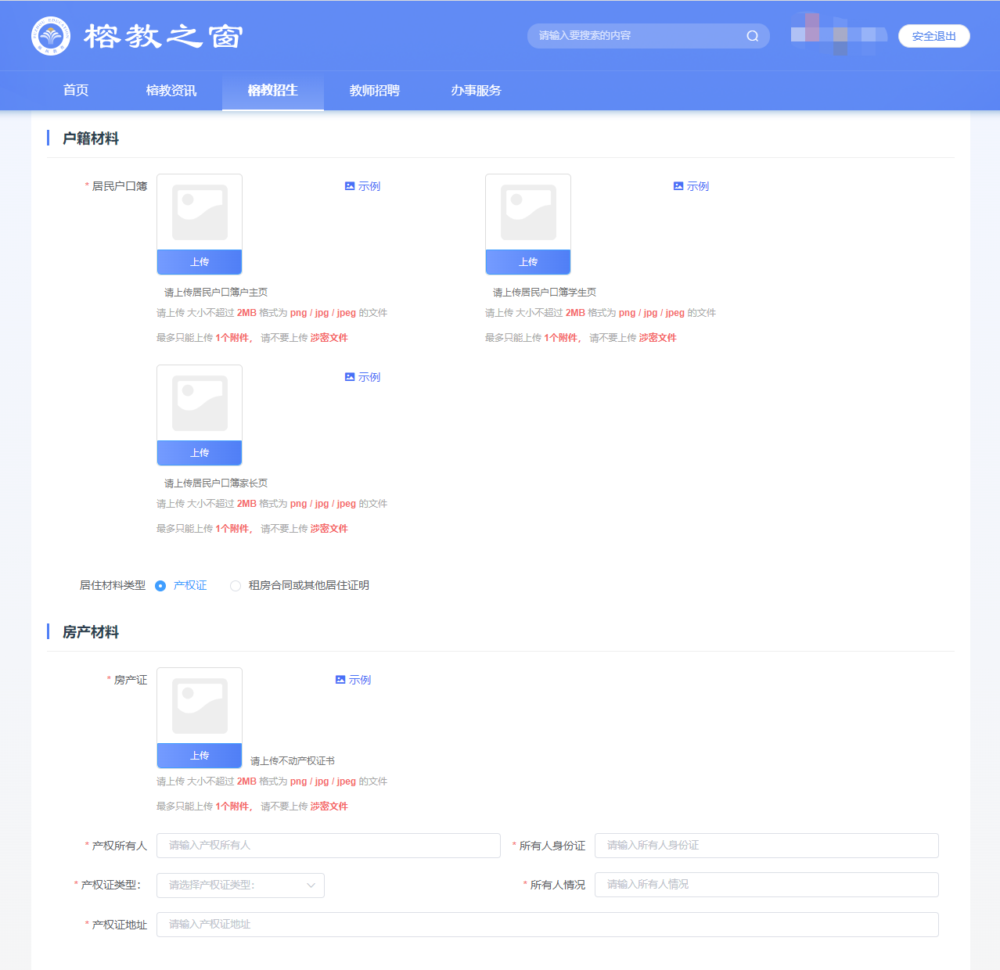 榕教之窗
请输入要搜索的内容
安全退出
首页 榕教资讯 榕教招生 教师招聘 办事服务
户籍材料
* 居民户口簿
示例
示例
上传
上传
请上传居民户口簿户主页
请上传居民户口簿学生页
请上传 大小不超过 2MB 格式为 png / jpg / jpeg 的文件
请上传 大小不超过 2MB 格式为 png / jpg / jpeg 的文件
最多只能上传 1个附件， 请不要上传 涉密文件
最多只能上传 1个附件， 请不要上传 涉密文件
示例
上传
请上传居民户口簿家长页
请上传 大小不超过 2MB 格式为 png / jpg / jpeg 的文件
最多只能上传 1个附件， 请不要上传 涉密文件
居住材料类型 产权证 租房合同或其他居住证明
房产材料
* 房产证
示例
上传
请上传不动产权证书
请上传 大小不超过 2MB 格式为 png / jpg / jpeg 的文件
最多只能上传 1个附件， 请不要上传 涉密文件
* 产权所有人 请输入产权所有人
* 所有人身份证 请输入所有人身份证
* 产权证类型： 请选择产权证类型：
* 所有人情况 请输入所有人情况
* 产权证地址 请输入产权证地址